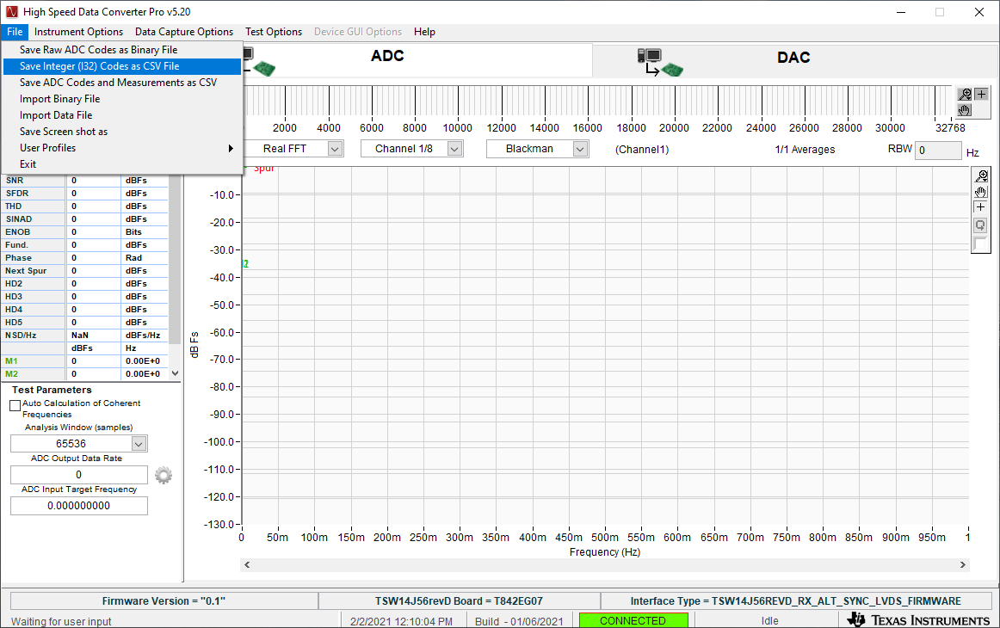 High Speed Data Converter Pro v5.20
File Instrument Options Data Capture Options Test Options Device GUI Options Help
Save Raw ADC Codes as Binary File
Save Integer (I32) Codes as CSV File
Save ADC Codes and Measurements as CSV
Import Binary File
Import Data File
Save Screen shot as
User Profiles
Exit
ADC
DAC
2000 4000 6000 8000 10000 12000 14000 16000 18000 20000 22000 24000 26000 28000 30000 32768
Real FFT Channel 1/8 Blackman (Channel1) 1/1 Averages RBW 0 Hz
Spur
SNR 0 dBFs
SFDR 0 dBFs
THD 0 dBFs
SINAD 0 dBFs
ENOB 0 Bits
Fund. 0 dBFs
Phase 0 Rad
Next Spur 0 dBFs
HD2 0 dBFs
HD3 0 dBFs
HD4 0 dBFs
HD5 0 dBFs
NSD/Hz NaN dBFs/Hz
dBFs Hz
M1 0 0.00E+0
M2 0 0.00E+0
Test Parameters
Auto Calculation of Coherent
Frequencies
Analysis Window (samples)
65536
ADC Output Data Rate
0
ADC Input Target Frequency
0.000000000
dBFs
-10.0
-20.0
-30.0
-40.0
-50.0
-60.0
-70.0
-80.0
-90.0
-100.0
-110.0
-120.0
-130.0
0 50m 100m 150m 200m 250m 300m 350m 400m 450m 500m 550m 600m 650m 700m 750m 800m 850m 900m 950m 1
Frequency (Hz)
Firmware Version = "0.1" TSW14J56revD Board = T842EG07 Interface Type = TSW14J56REVD_RX_ALT_SYNC_LVDS_FIRMWARE
Waiting for user input 2/2/2021 12:10:04 PM Build - 01/06/2021 CONNECTED Idle TEXAS INSTRUMENTS